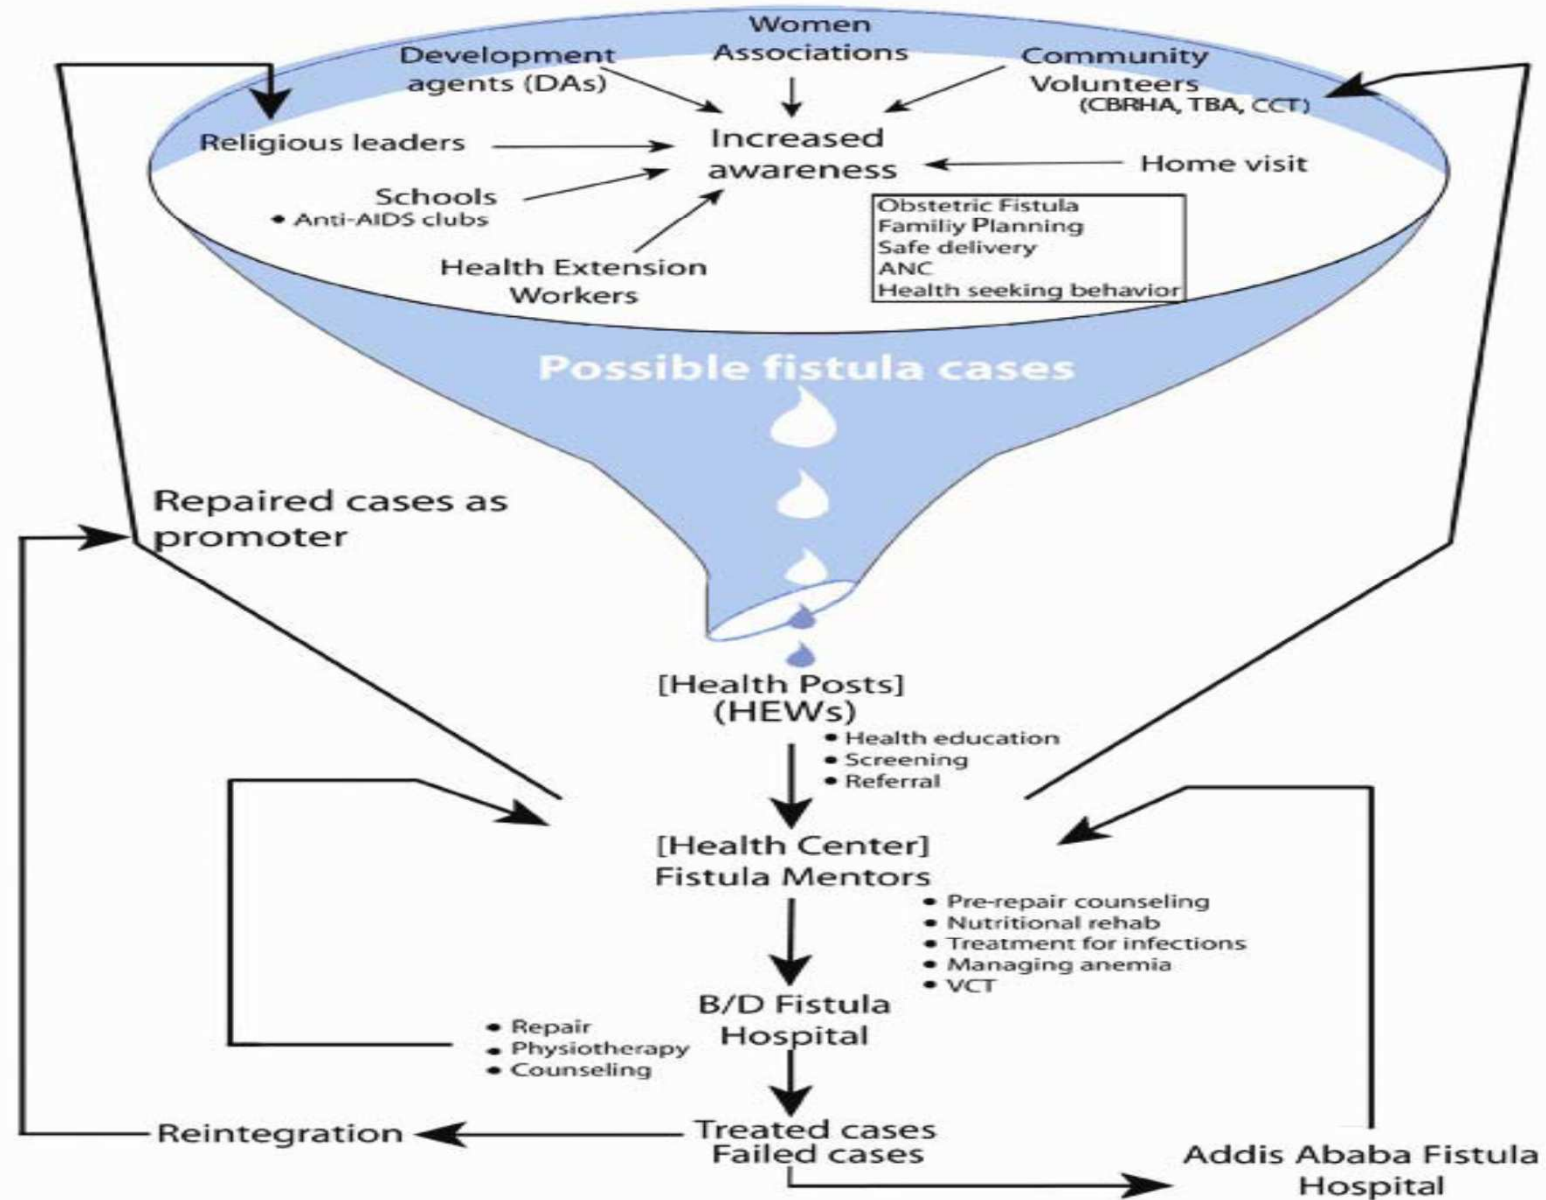 Women
Associations
Development
agents (DAs)
Community
Volunteers
(CBRHA, TBA, CCT)
Religious leaders
Increased
awareness
Home visit
Schools
• Anti-AIDS clubs
Health Extension
Workers
Obstetric Fistula
Familiy Planning
Safe delivery
ANC
Health seeking behavior
Possible fistula cases
Repaired cases as
promoter
[Health Posts]
(HEWs)
• Health education
• Screening
• Referral
[Health Center]
Fistula Mentors
• Pre-repair counseling
• Nutritional rehab
• Treatment for infections
• Managing anemia
• VCT
B/D Fistula
Hospital
• Repair
• Physiotherapy
• Counseling
Reintegration
Treated cases
Failed cases
Addis Ababa Fistula
Hospital